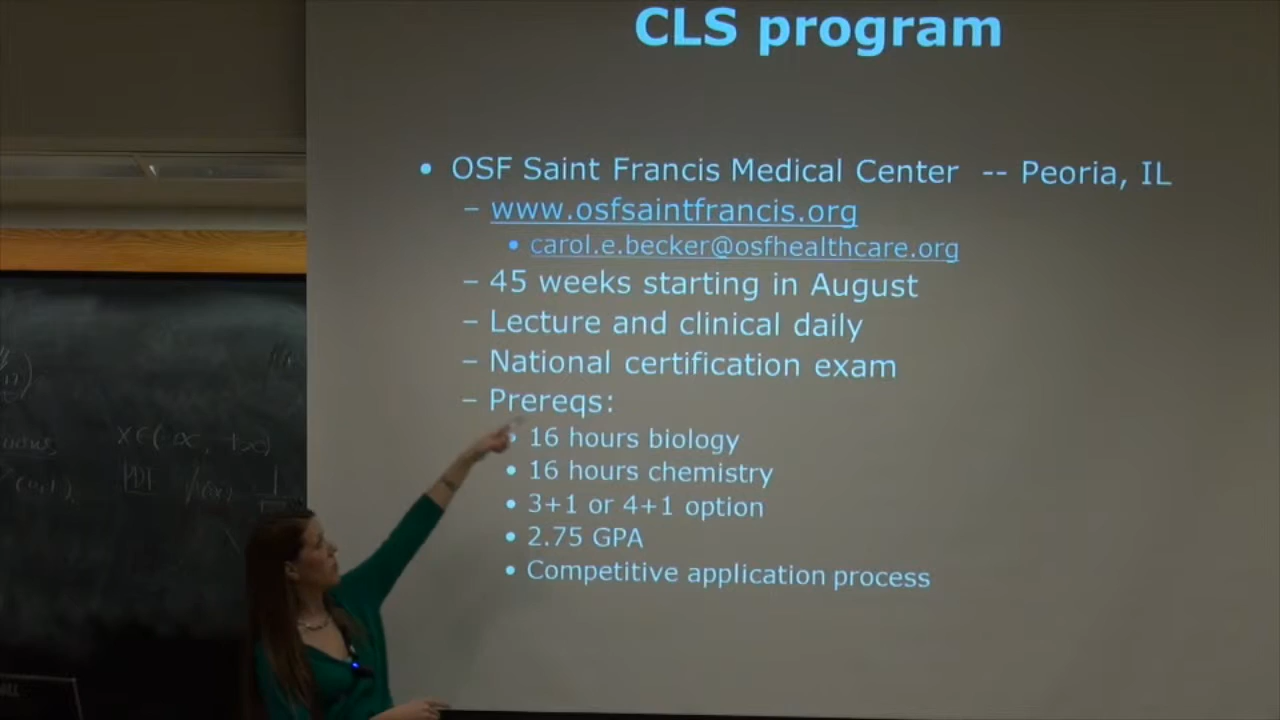 CLS program
• OSF Saint Francis Medical Center -- Peoria, IL
– www.osfsaintfrancis.org
• carol.e.becker@osfhealthcare.org
– 45 weeks starting in August
– Lecture and clinical daily
– National certification exam
– Prereqs:
• 16 hours biology
• 16 hours chemistry
• 3+1 or 4+1 option
• 2.75 GPA
• Competitive application process